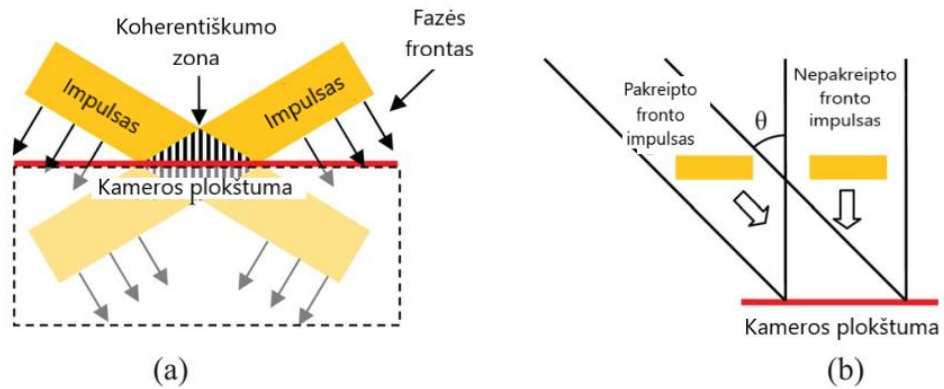 Koherentiškumo
zona
Fazės
frontas
Impulsas
Impulsas
Kameros plokštuma
(a)
Pakreipto
fronto
impulsas
θ
Nepakreipto
fronto
impulsas
Kameros plokštuma
(b)